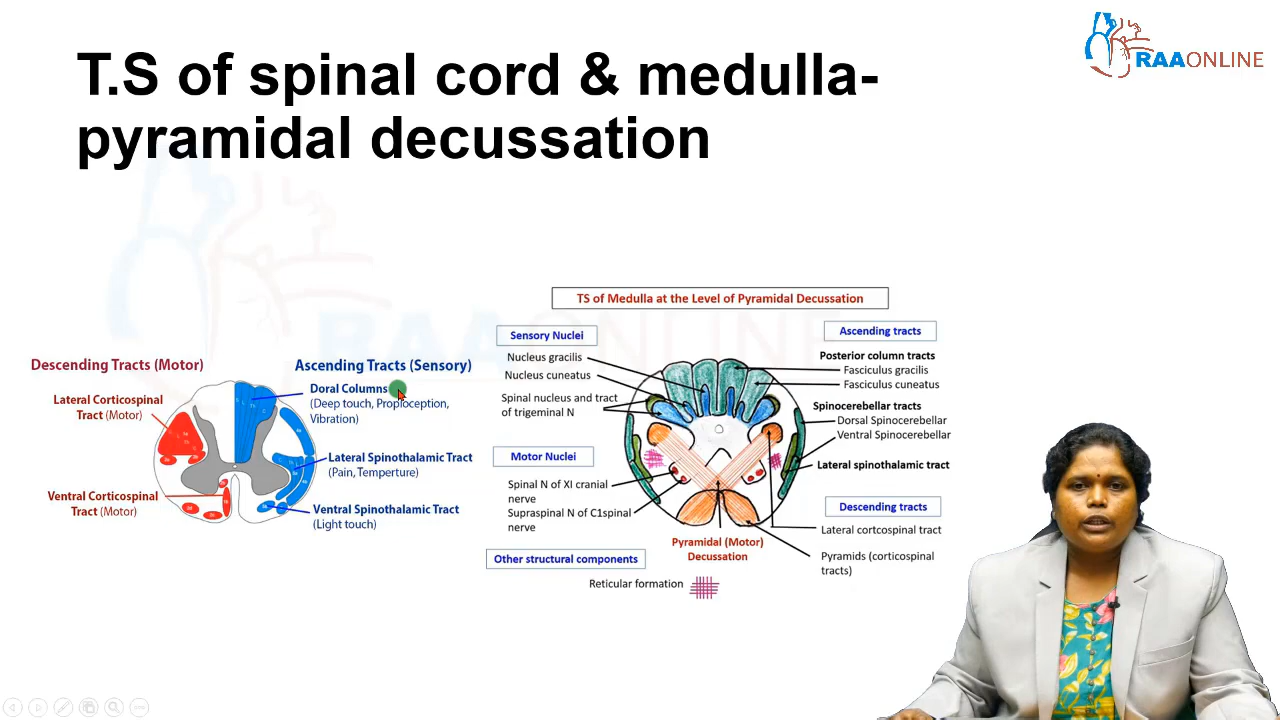 T.S of spinal cord & medulla-
pyramidal decussation
RAAONLINE
RAAONLINE
Descending Tracts (Motor)
Lateral Corticospinal
Tract (Motor)
Ventral Corticospinal
Tract (Motor)
Ascending Tracts (Sensory)
Doral Columns
(Deep touch, Proploception,
Vibration)
Lateral Spinothalamic Tract
(Pain, Temperture)
Ventral Spinothalamic Tract
(Light touch)
TS of Medulla at the Level of Pyramidal Decussation
Sensory Nuclei
Nucleus gracilis
Nucleus cuneatus
Spinal nucleus and tract
of trigeminal N
Motor Nuclei
Spinal N of XI cranial
nerve
Supraspinal N of C1spinal
nerve
Other structural components
Reticular formation
Pyramidal (Motor)
Decussation
Ascending tracts
Posterior column tracts
Fasciculus gracilis
Fasciculus cuneatus
Spinocerebellar tracts
Dorsal Spinocerebellar
Ventral Spinocerebellar
Lateral spinothalamic tract
Descending tracts
Lateral cortcospinal tract
Pyramids (corticospinal
tracts)